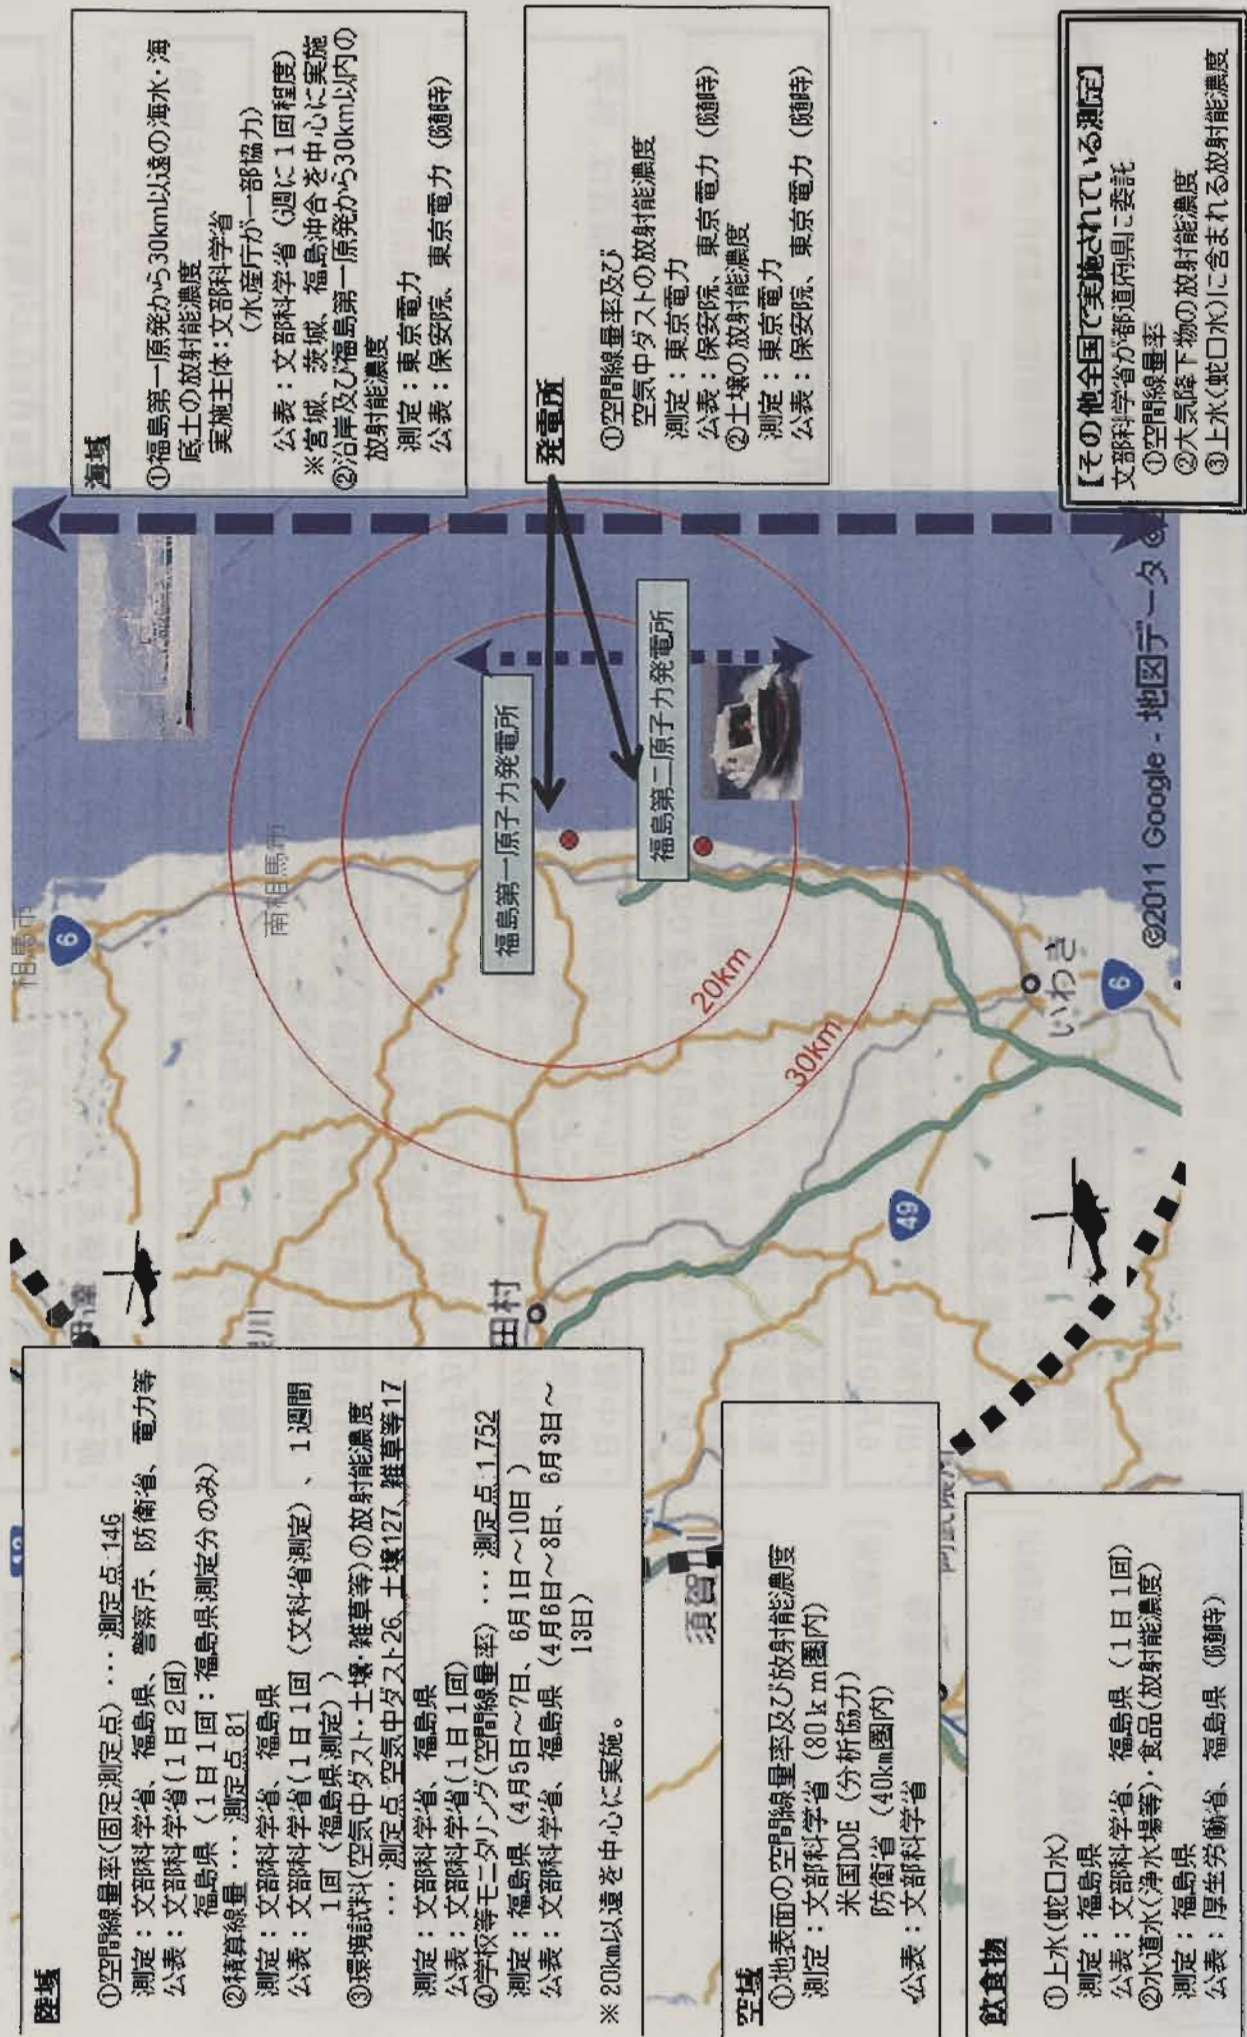 陸域
①空間線量率(固定測定点)・・・測定点:146
測定：文部科学省、福島県、警察庁、防衛省、電力等
公表：文部科学省(1日2回)
福島県（1日1回：福島県測定分のみ）
②積算線量・・・測定点:81
測定：文部科学省、福島県
公表：文部科学省(1日1回（文科省測定）、1週間
1回（福島県測定））
③環境試料(空気中ダスト・土壌・雑草等)の放射能濃度
・・・測定点:空気中ダスト26、土壌127、雑草等17
測定：文部科学省、福島県
公表：文部科学省(1日1回)
④学校等モニタリング(空間線量率)・・・測定点:1,752
測定：福島県（4月5日～7日、6月1日～10日）
公表：文部科学省、福島県（4月6日～8日、6月3日～
13日）
※20km以遠を中心に実施。
空域
①地表面の空間線量率及び放射能濃度
測定：文部科学省（80km圏内）
米国DOE（分析協力）
防衛省（40km圏内）
公表：文部科学省
飲食物
①上水(蛇口水)
測定：福島県
公表：文部科学省、福島県（1日1回）
②水道水(浄水場等)・食品(放射能濃度)
測定：福島県
公表：厚生労働省、福島県（随時）
相馬市
6
南相馬市
福島第一原子力発電所
福島第二原子力発電所
20km
30km
田村
須賀川
49
いわき
6
©2011 Google - 地図データ ©
海域
①福島第一原発から30km以遠の海水・海
底土の放射能濃度
実施主体：文部科学省
（水産庁が一部協力）
公表：文部科学省（週に1回程度）
※宮城、茨城、福島沖合を中心に実施
②沿岸及び福島第一原発から30km以内の
放射能濃度
測定：東京電力
公表：保安院、東京電力（随時）
発電所
①空間線量率及び
空気中ダストの放射能濃度
測定：東京電力
公表：保安院、東京電力（随時）
②土壌の放射能濃度
測定：東京電力
公表：保安院、東京電力（随時）
【その他全国で実施されている測定】
文部科学省が都道府県に委託
①空間線量率
②大気降下物の放射能濃度
③上水(蛇口水)に含まれる放射能濃度